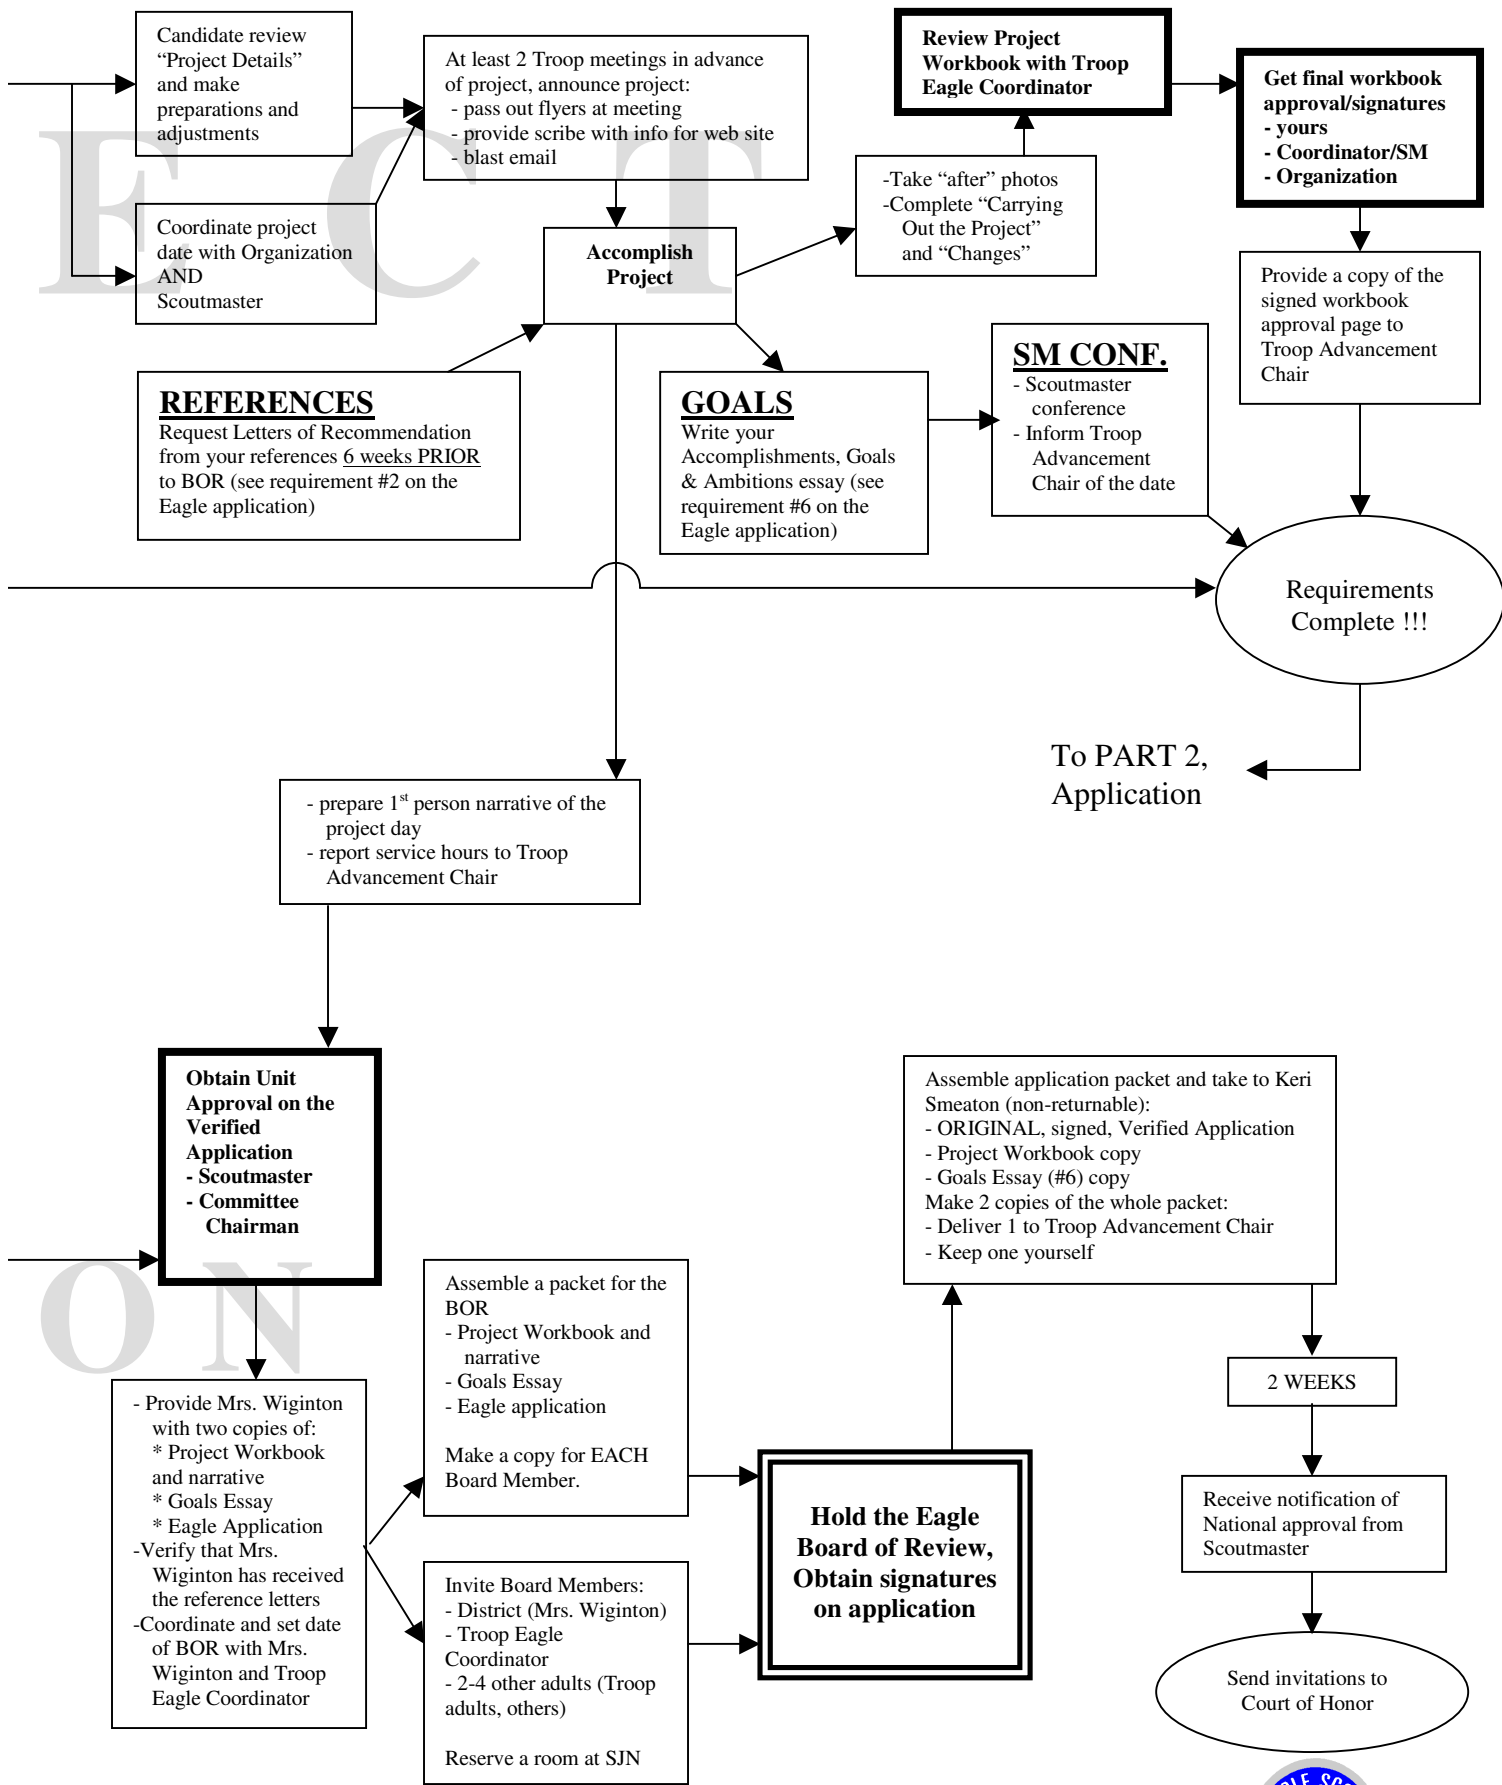 Candidate review
“Project Details”
and make
preparations and
adjustments
At least 2 Troop meetings in advance
of project, announce project:
- pass out flyers at meeting
- provide scribe with info for web site
- blast email
Review Project
Workbook with Troop
Eagle Coordinator
Get final workbook
approval/signatures
- yours
- Coordinator/SM
- Organization
E C T
-Take “after” photos
-Complete “Carrying
Out the Project”
and “Changes”
Coordinate project
date with Organization
AND
Scoutmaster
Accomplish
Project
Provide a copy of the
signed workbook
approval page to
Troop Advancement
Chair
REFERENCES
Request Letters of Recommendation
from your references 6 weeks PRIOR
to BOR (see requirement #2 on the
Eagle application)
GOALS
Write your
Accomplishments, Goals
& Ambitions essay (see
requirement #6 on the
Eagle application)
SM CONF.
- Scoutmaster
conference
- Inform Troop
Advancement
Chair of the date
Requirements
Complete !!!
To PART 2,
Application
- prepare 1st person narrative of the
project day
- report service hours to Troop
Advancement Chair
Obtain Unit
Approval on the
Verified
Application
- Scoutmaster
- Committee
Chairman
Assemble application packet and take to Keri
Smeaton (non-returnable):
- ORIGINAL, signed, Verified Application
- Project Workbook copy
- Goals Essay (#6) copy
Make 2 copies of the whole packet:
- Deliver 1 to Troop Advancement Chair
- Keep one yourself
O N
Assemble a packet for the
BOR
- Project Workbook and
narrative
- Goals Essay
- Eagle application
Make a copy for EACH
Board Member.
2 WEEKS
- Provide Mrs. Wiginton
with two copies of:
* Project Workbook
and narrative
* Goals Essay
* Eagle Application
-Verify that Mrs.
Wiginton has received
the reference letters
-Coordinate and set date
of BOR with Mrs.
Wiginton and Troop
Eagle Coordinator
Hold the Eagle
Board of Review,
Obtain signatures
on application
Receive notification of
National approval from
Scoutmaster
Invite Board Members:
- District (Mrs. Wiginton)
- Troop Eagle
Coordinator
- 2-4 other adults (Troop
adults, others)
Reserve a room at SJN
Send invitations to
Court of Honor